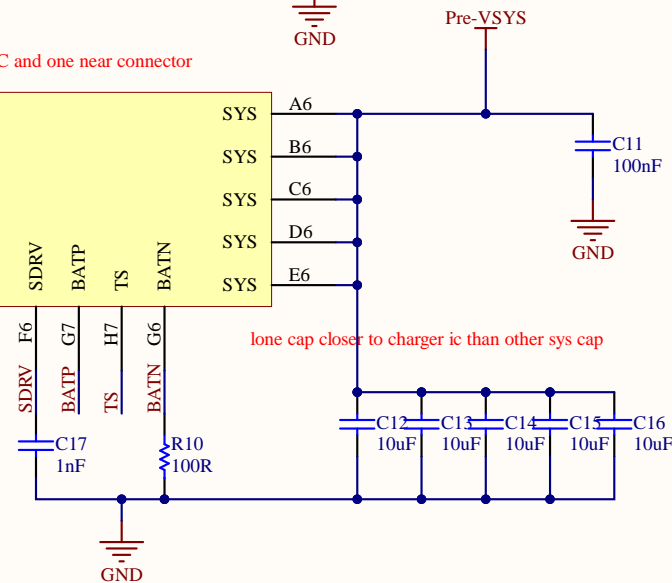 GND
Pre-VSYS
C and one near connector
SYS
A6
SYS
B6
SYS
C6
SYS
D6
SYS
E6
SDRV
BATP
TS
BATN
F6
G7
H7
G6
SDRV
BATP
TS
BATN
C11
100nF
GND
lone cap closer to charger ic than other sys cap
C17
1nF
R10
100R
C12
10uF
C13
10uF
C14
10uF
C15
10uF
C16
10uF
GND